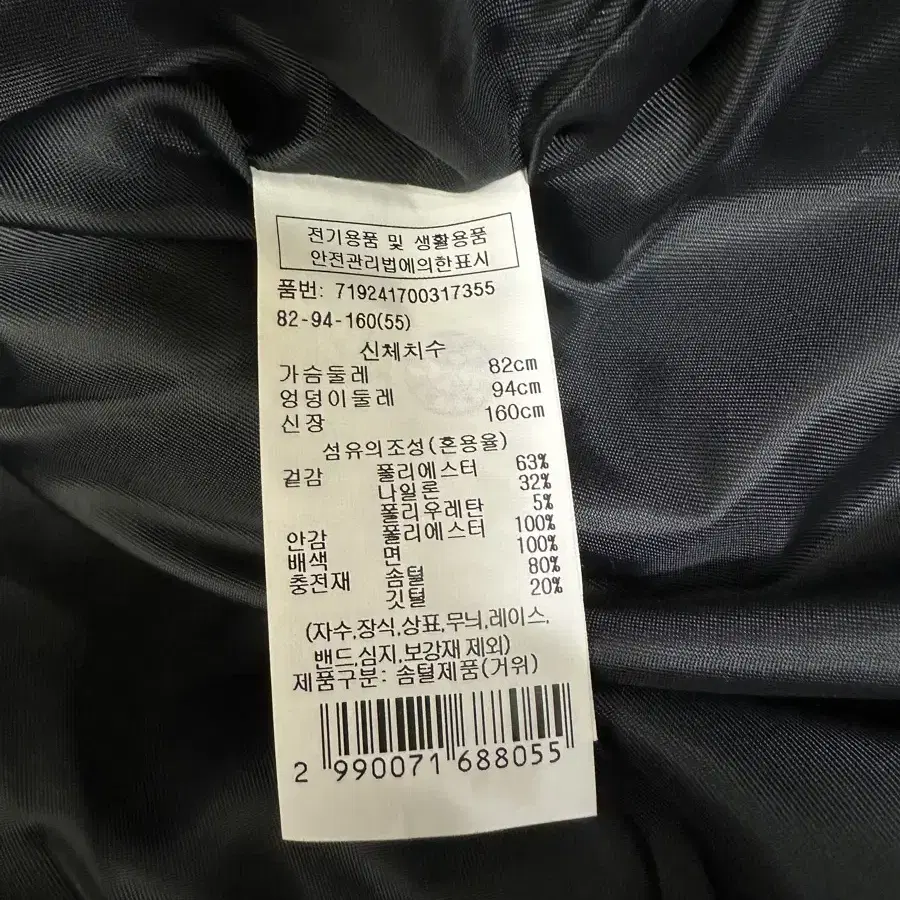 전기용품 및 생활용품
안전관리법에의한표시
품번: 719241700317355
82-94-160(55)
신체치수
가슴둘레 82cm
엉덩이둘레 94cm
신장 160cm
섬유의조성(혼용율)
겉감 폴리에스터 63%
나일론 32%
폴리우레탄 5%
안감 폴리에스터 100%
배색 면 100%
충전재 솜털 80%
깃털 20%
(자수,장식,상표,무늬,레이스,
밴드,심지,보강재 제외)
제품구분: 솜털제품(거위)
2 990071 688055